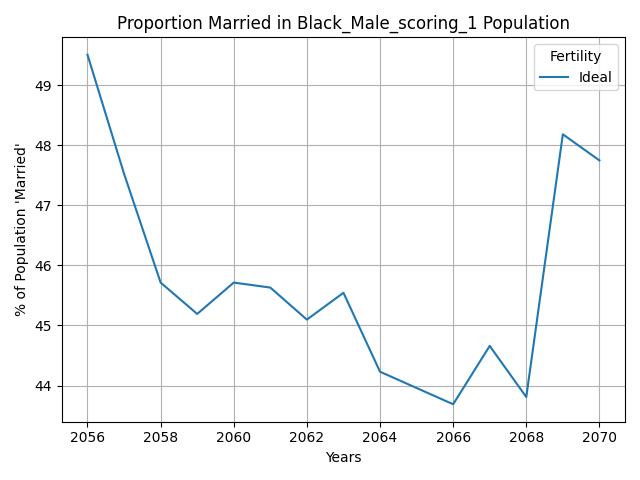 Proportion Married in Black_Male_scoring_1 Population
Fertility
Ideal
% of Population 'Married'
49
48
47
46
45
44
2056 2058 2060 2062 2064 2066 2068 2070
Years